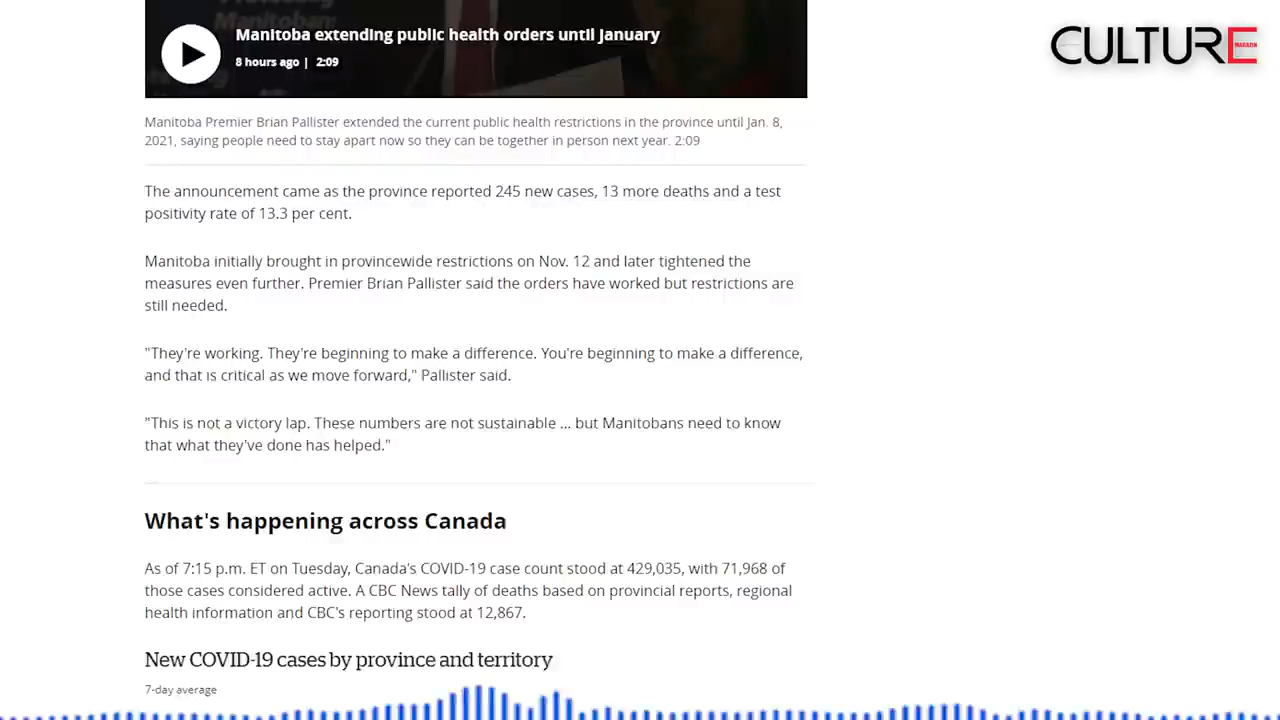 Manitoba extending public health orders until January
8 hours ago | 2:09
CULTURE
MAGAZIN
Manitoba Premier Brian Pallister extended the current public health restrictions in the province until Jan. 8,
2021, saying people need to stay apart now so they can be together in person next year. 2:09
The announcement came as the province reported 245 new cases, 13 more deaths and a test
positivity rate of 13.3 per cent.
Manitoba initially brought in provincewide restrictions on Nov. 12 and later tightened the
measures even further. Premier Brian Pallister said the orders have worked but restrictions are
still needed.
"They're working. They're beginning to make a difference. You're beginning to make a difference,
and that is critical as we move forward," Pallister said.
"This is not a victory lap. These numbers are not sustainable ... but Manitobans need to know
that what they've done has helped."
What's happening across Canada
As of 7:15 p.m. ET on Tuesday, Canada's COVID-19 case count stood at 429,035, with 71,968 of
those cases considered active. A CBC News tally of deaths based on provincial reports, regional
health information and CBC's reporting stood at 12,867.
New COVID-19 cases by province and territory
7-day average